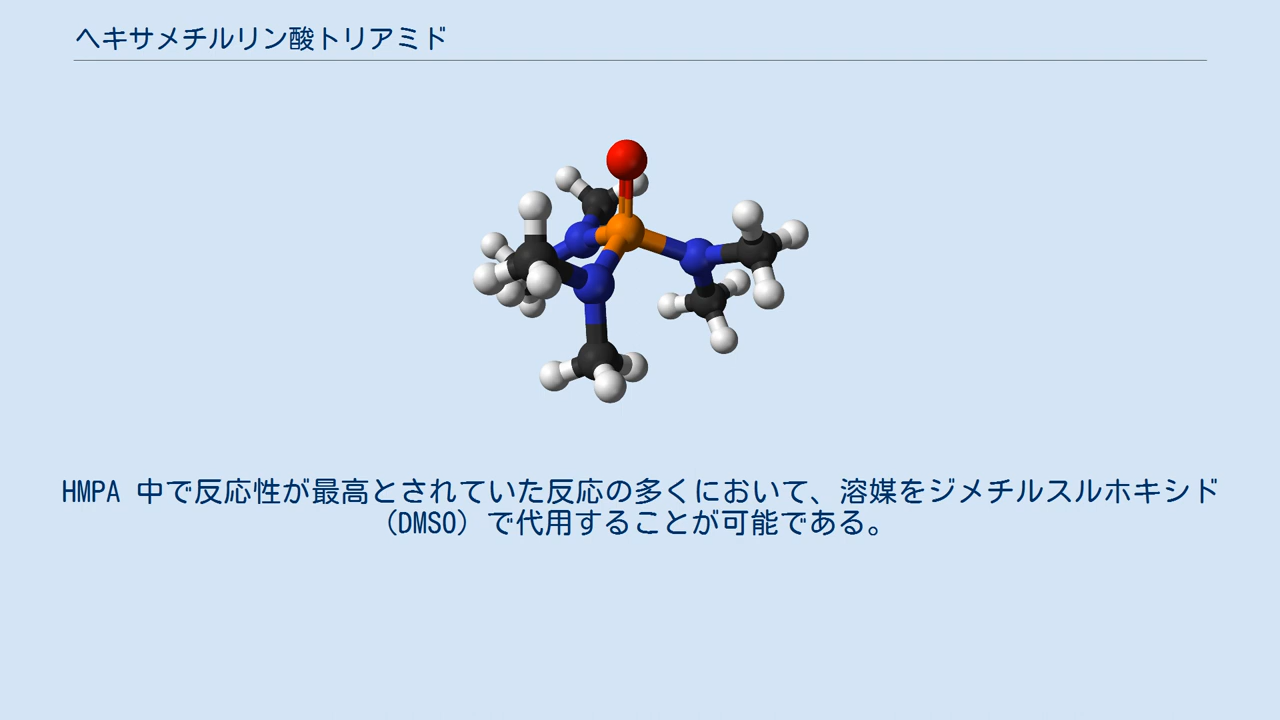 ヘキサメチルリン酸トリアミド
HMPA 中で反応性が最高とされていた反応の多くにおいて、溶媒をジメチルスルホキシド
（DMSO）で代用することが可能である。